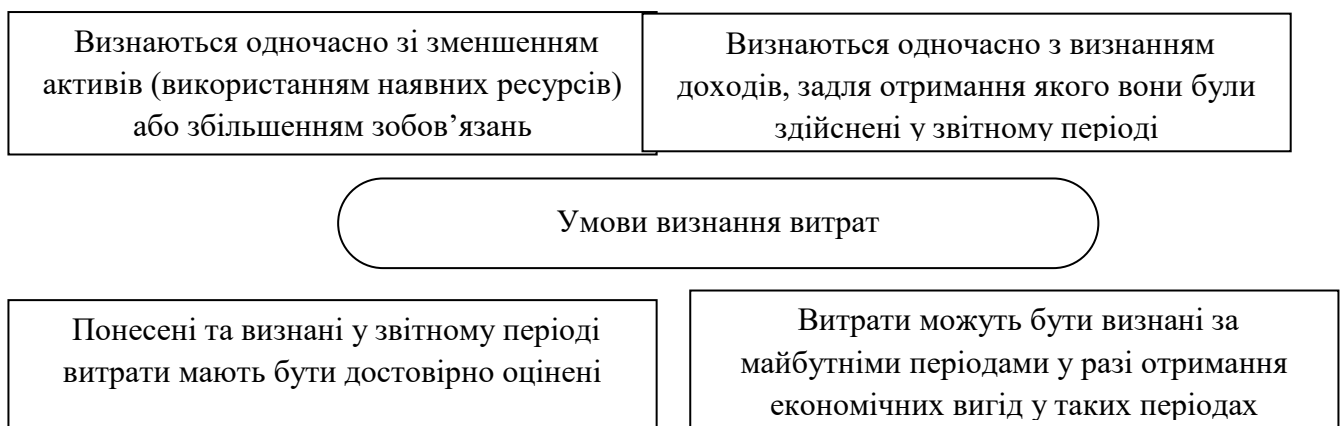 Визнаються одночасно зі зменшенням
активів (використанням наявних ресурсів)
або збільшенням зобов’язань
Визнаються одночасно з визнанням
доходів, задля отримання якого вони були
здійснені у звітному періоді
Умови визнання витрат
Понесені та визнані у звітному періоді
витрати мають бути достовірно оцінені
Витрати можуть бути визнані за
майбутніми періодами у разі отримання
економічних вигід у таких періодах